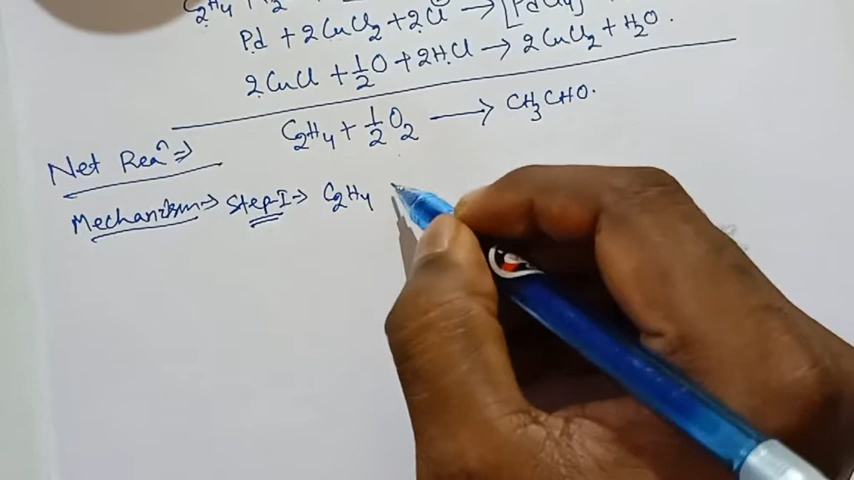 C₂H₄ +
Pd + 2CuCl₂ + 2Cl⊖ → [PdCl₄]
2CuCl + 1/2 O + 2HCl → 2CuCl₂ + H₂O.
Net Reaⁿ ⇒ C₂H₄ + 1/2 O₂ → CH₃CHO.
Mechanism → Step-I → C₂H₄